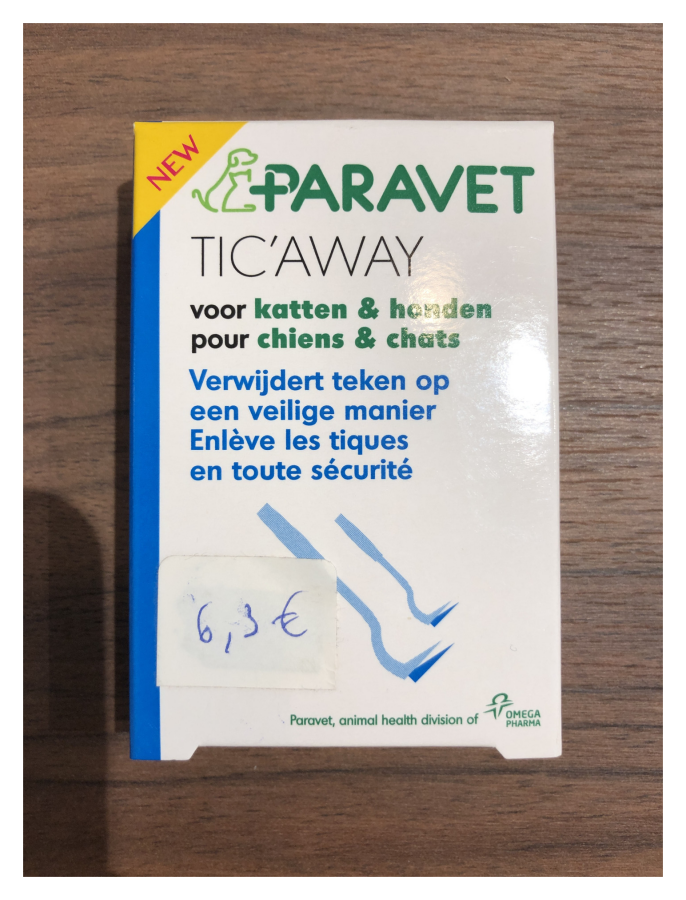 NEW
PARAVET
TIC'AWAY
voor katten & honden
pour chiens & chats
Verwijdert teken op
een veilige manier
Enlève les tiques
en toute sécurité
6,3 €
Paravet, animal health division of
OMEGA
PHARMA